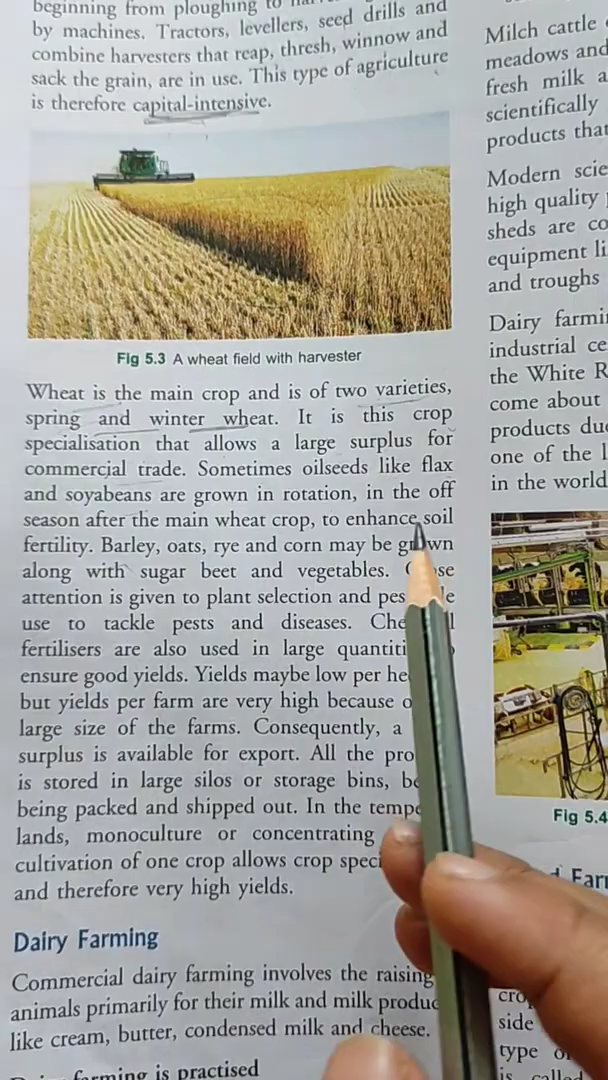 beginning from ploughing to
by machines. Tractors, levellers, seed drills and
combine harvesters that reap, thresh, winnow and
sack the grain, are in use. This type of agriculture
is therefore capital-intensive.
Fig 5.3 A wheat field with harvester
Wheat is the main crop and is of two varieties,
spring and winter wheat. It is this crop
specialisation that allows a large surplus for
commercial trade. Sometimes oilseeds like flax
and soyabeans are grown in rotation, in the off
season after the main wheat crop, to enhance soil
fertility. Barley, oats, rye and corn may be grown
along with sugar beet and vegetables.
attention is given to plant selection and
use to tackle pests and diseases.
fertilisers are also used in large
ensure good yields. Yields maybe low per
but yields per farm are very high because
large size of the farms. Consequently, a
surplus is available for export. All the
is stored in large silos or storage bins,
being packed and shipped out. In the
lands, monoculture or concentrating
cultivation of one crop allows crop
and therefore very high yields.
Dairy Farming
Commercial dairy farming involves the raising
animals primarily for their milk and milk
like cream, butter, condensed milk and cheese.
farming is practised
Milch cattle
meadows and
fresh milk a
scientifically
products that
Modern
high quality
sheds are
equipment
and troughs
Dairy
industrial
the White R
come about
products
one of the l
in the world
Fig 5.4
side
type
is called